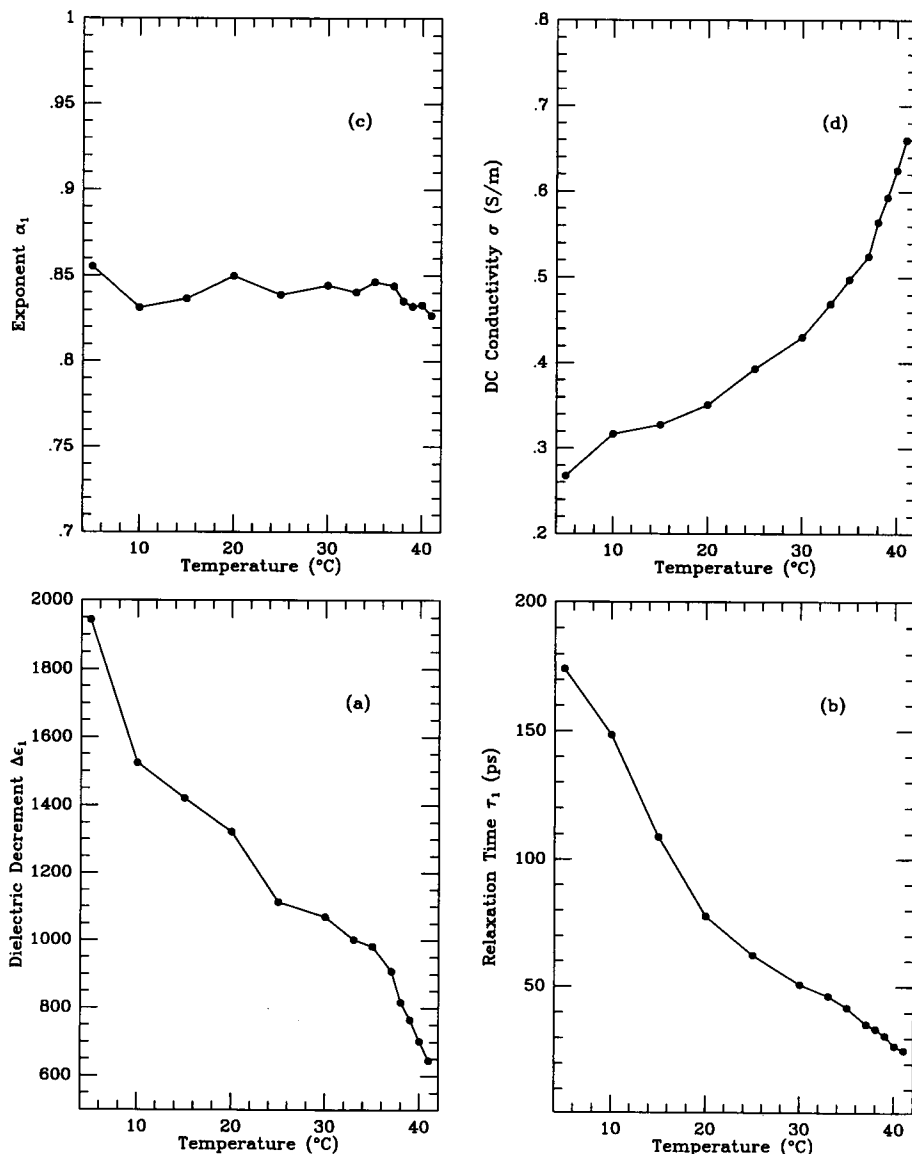 1
.95
.9
.85
.8
.75
.7
Exponent α₁
(c)
10 20 30 40
Temperature (°C)
.8
.7
.6
.5
.4
.3
.2
DC Conductivity σ (S/m)
(d)
10 20 30 40
Temperature (°C)
2000
1800
1600
1400
1200
1000
800
600
Dielectric Decrement Δϵ₁
(a)
10 20 30 40
Temperature (°C)
200
150
100
50
Relaxation Time τ₁ (ps)
(b)
10 20 30 40
Temperature (°C)